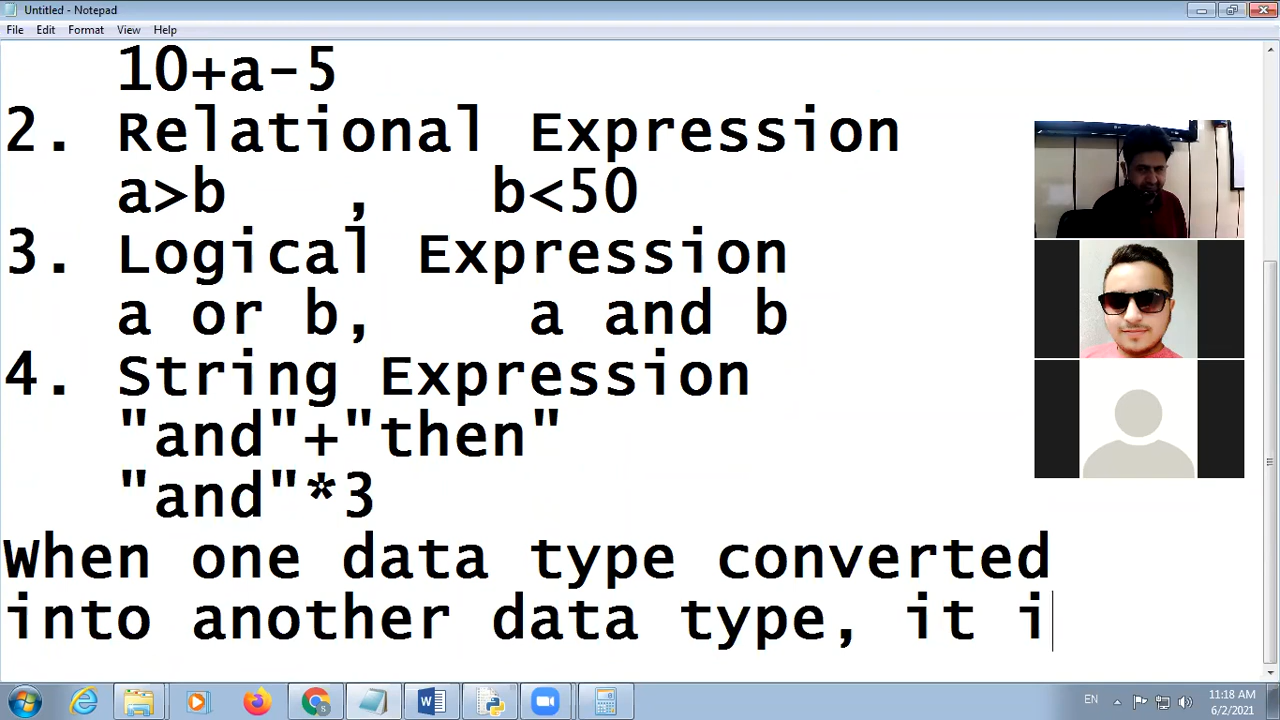 Untitled - Notepad
File Edit Format View Help
10+a-5
2. Relational Expression
a>b , b<50
3. Logical Expression
a or b, a and b
4. String Expression
"and"+"then"
"and"*3
When one data type converted
into another data type, it i
EN
11:18 AM
6/2/2021